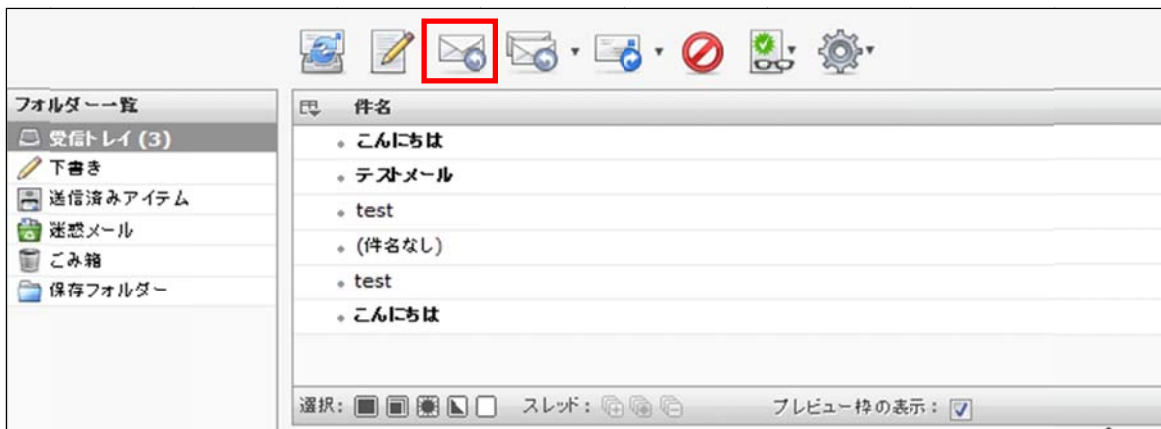 フォルダー一覧
件名
受信トレイ (3)
こんにちは
下書き
テストメール
送信済みアイテム
test
迷惑メール
(件名なし)
ごみ箱
test
保存フォルダー
こんにちは
選択:
スレッド:
プレビュー枠の表示: